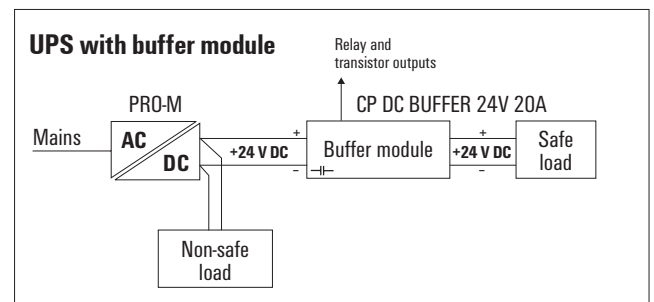 UPS with buffer module
Relay and
transistor outputs
PRO-M
CP DC BUFFER 24V 20A
Mains
AC
DC
+
+24 V DC
–
Buffer module
+
+24 V DC
–
Safe
load
Non-safe
load